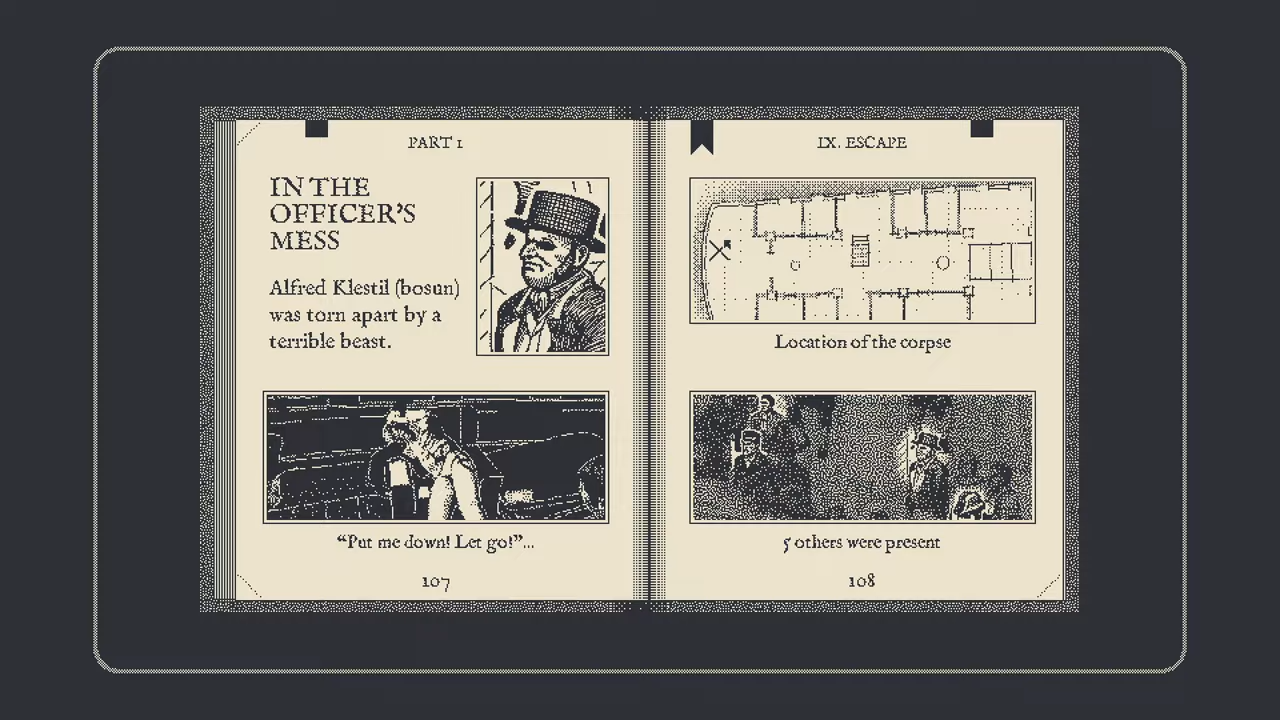 PART 1
IN THE
OFFICER'S
MESS
Alfred Klestil (bosun)
was torn apart by a
terrible beast.
“Put me down! Let go!”...
107
IX. ESCAPE
Location of the corpse
5 others were present
108